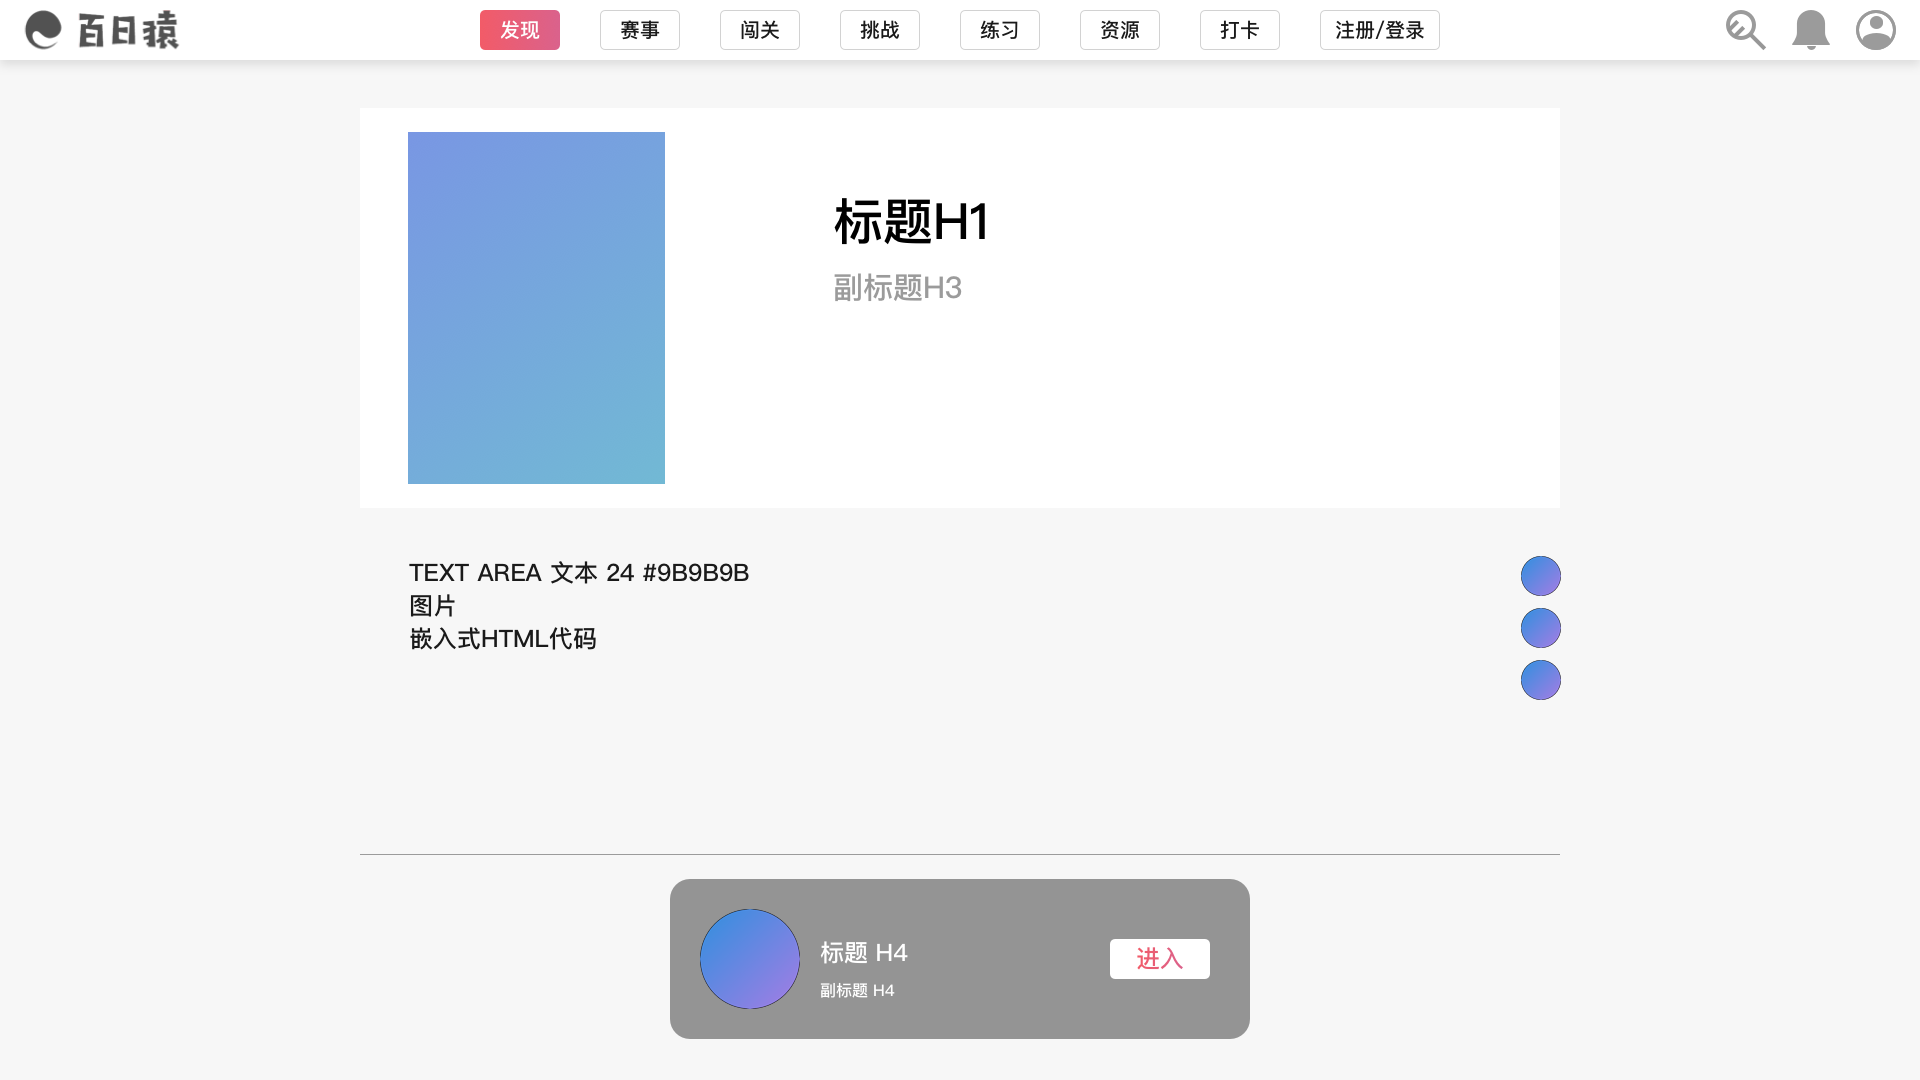 百日猿
发现
赛事
闯关
挑战
练习
资源
打卡
注册/登录
标题H1
副标题H3
TEXT AREA 文本 24 #9B9B9B
图片
嵌入式HTML代码
标题 H4
副标题 H4
进入